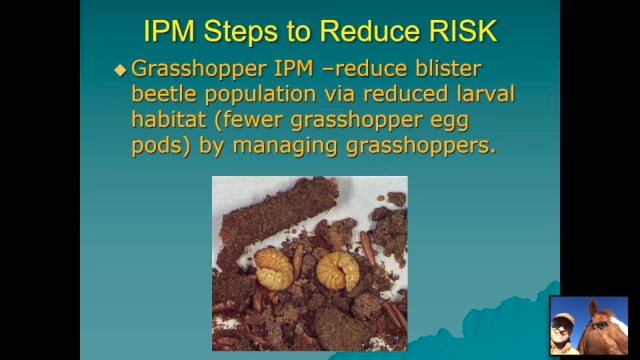 IPM Steps to Reduce RISK
Grasshopper IPM –reduce blister
beetle population via reduced larval
habitat (fewer grasshopper egg
pods) by managing grasshoppers.